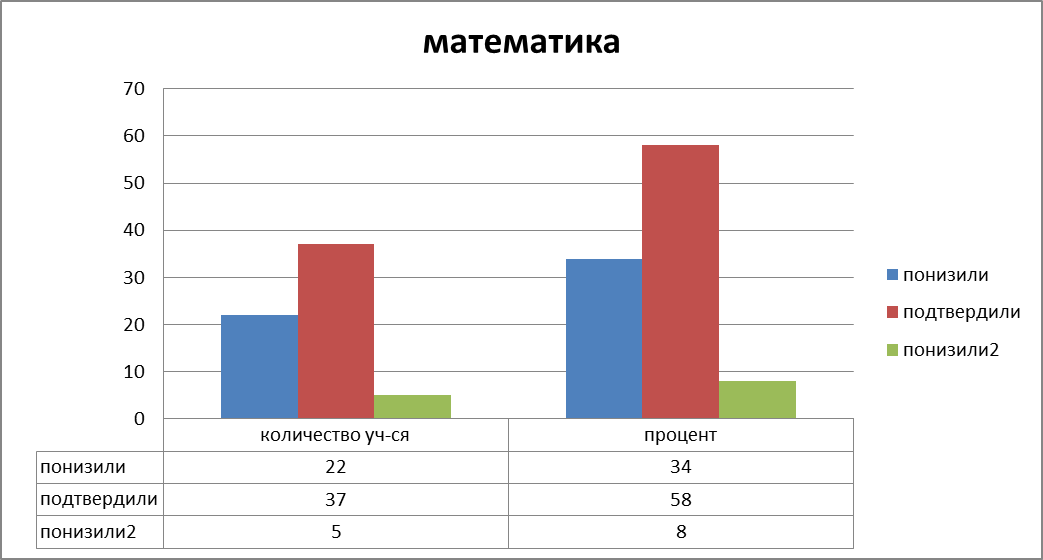 математика
70
60
50
40
30
20
10
0
понизили
подтвердили
понизили2
количество уч-ся процент
понизили 22 34
подтвердили 37 58
понизили2 5 8